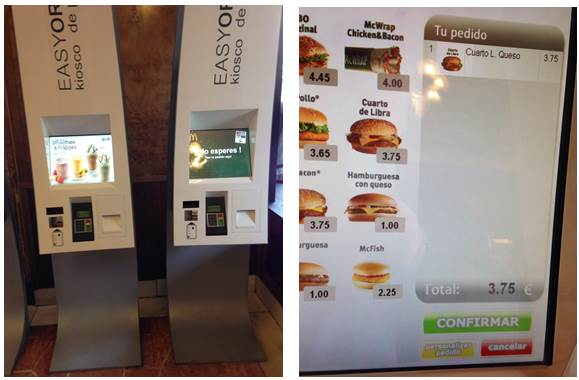 EASYOR
kiosco de
EASYOR
kiosco de
&
esperes !
Tu pedido
1 Cuarto L. Queso 3.75
McWrap
Chicken&Bacon
4.45
4.00
ollo*
Cuarto
de Libra
3.65
3.75
acon*
Hamburguesa
con queso
3.75
1.00
urguesa
McFish
1.00
2.25
Total: 3.75 €
CONFIRMAR
personalizar
pedido
cancelar